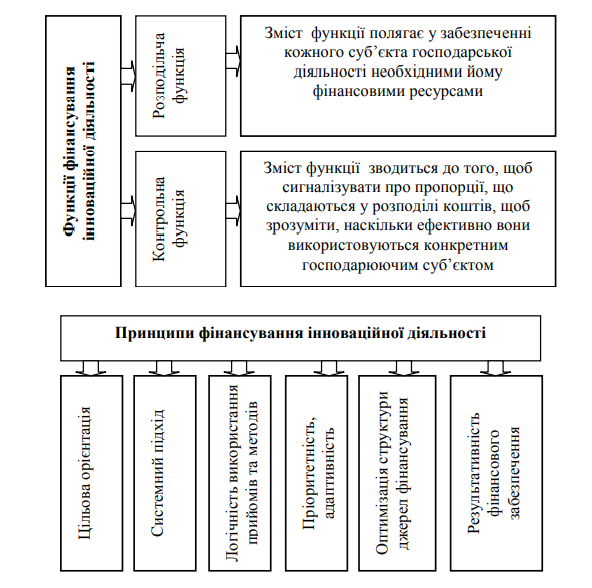 Функції фінансування
інноваційної діяльності
Розподільча
функція
Зміст функції полягає у забезпеченні
кожного суб’єкта господарської
діяльності необхідними йому
фінансовими ресурсами
Контрольна
функція
Зміст функції зводиться до того, щоб
сигналізувати про пропорції, що
складаються у розподілі коштів, щоб
зрозуміти, наскільки ефективно вони
використовуються конкретним
господарюючим суб’єктом
Принципи фінансування інноваційної діяльності
Цільова орієнтація
Системний підхід
Логічність використання
прийомів та методів
Пріоритетність,
адаптивність
Оптимізація структури
джерел фінансування
Результативність
фінансового
забезпечення